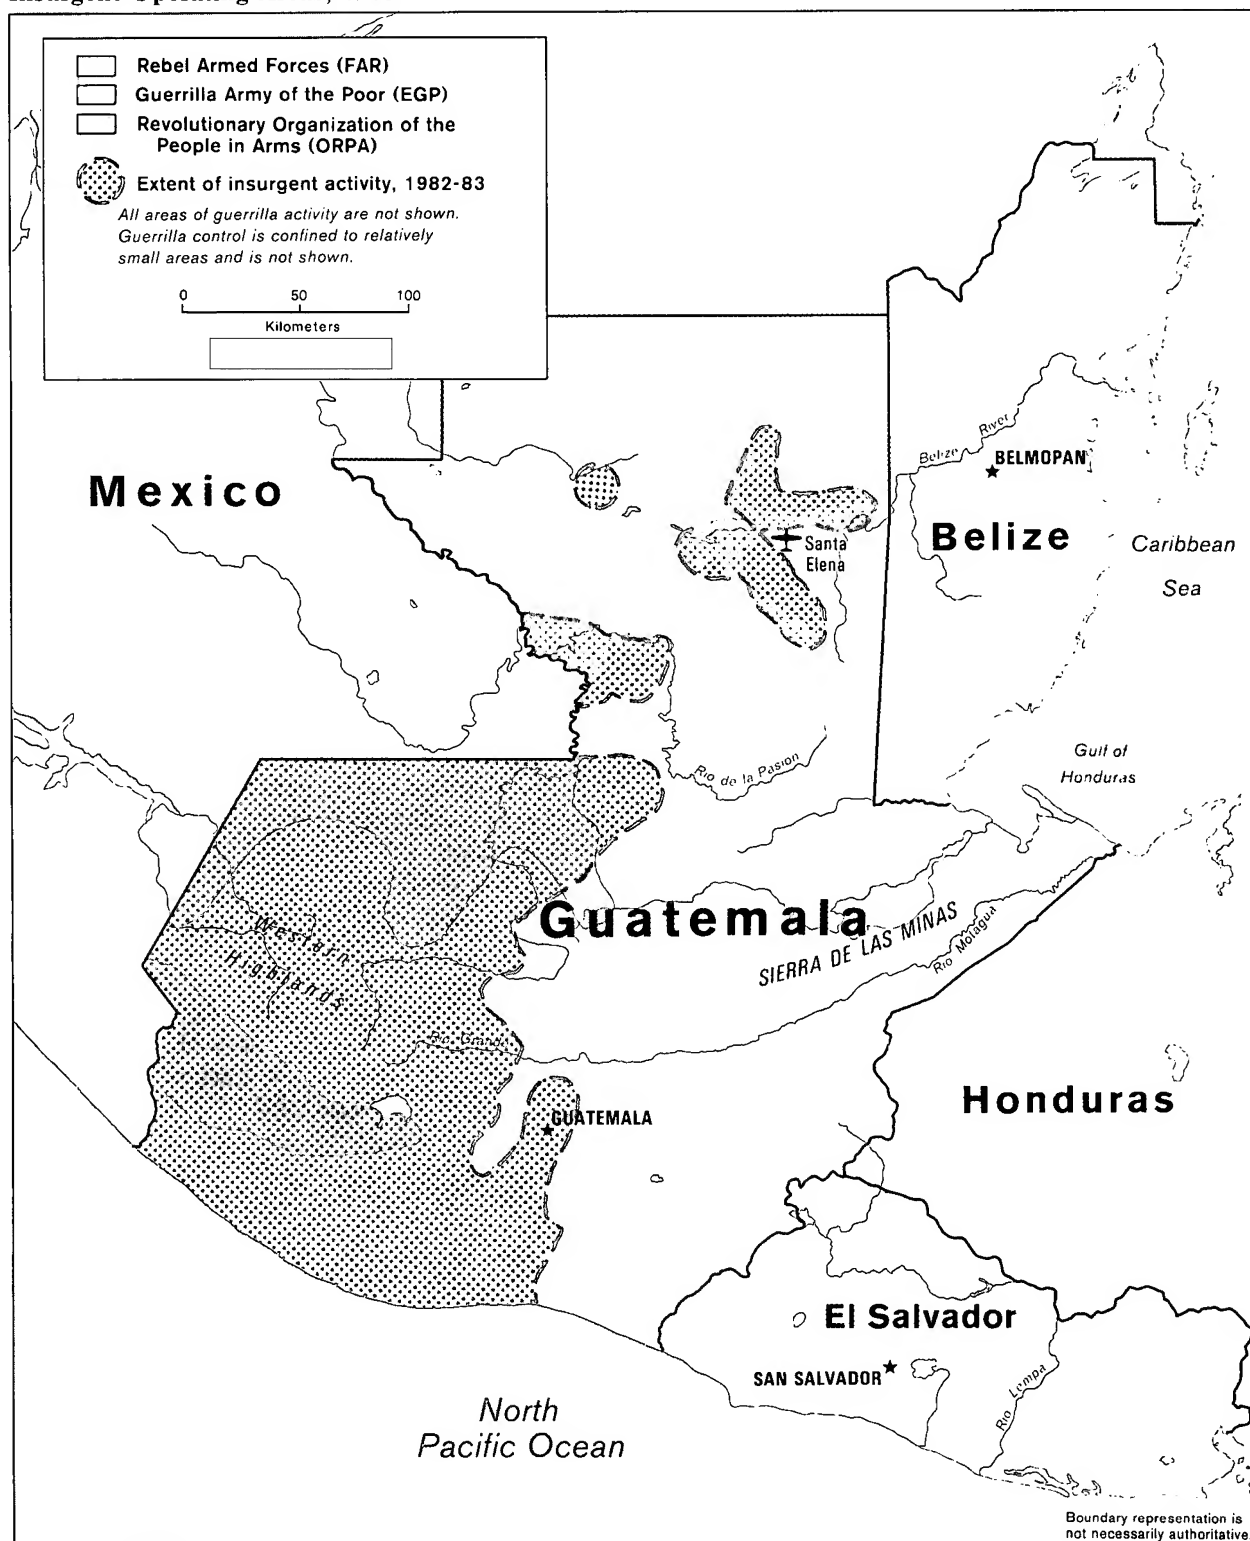 Rebel Armed Forces (FAR)
Guerrilla Army of the Poor (EGP)
Revolutionary Organization of the
People in Arms (ORPA)
Extent of insurgent activity, 1982-83
All areas of guerrilla activity are not shown.
Guerrilla control is confined to relatively
small areas and is not shown.
0 50 100
Kilometers
Mexico
Belize River
BELMOPAN
Belize
Caribbean
Sea
Santa
Elena
Gulf of
Honduras
Rio de la Pasion
Guatemala
SIERRA DE LAS MINAS
Rio Motagua
Western
Highlands
Rio Grande
GUATEMALA
Honduras
El Salvador
SAN SALVADOR
Rio Lempa
North
Pacific Ocean
Boundary representation is
not necessarily authoritative.